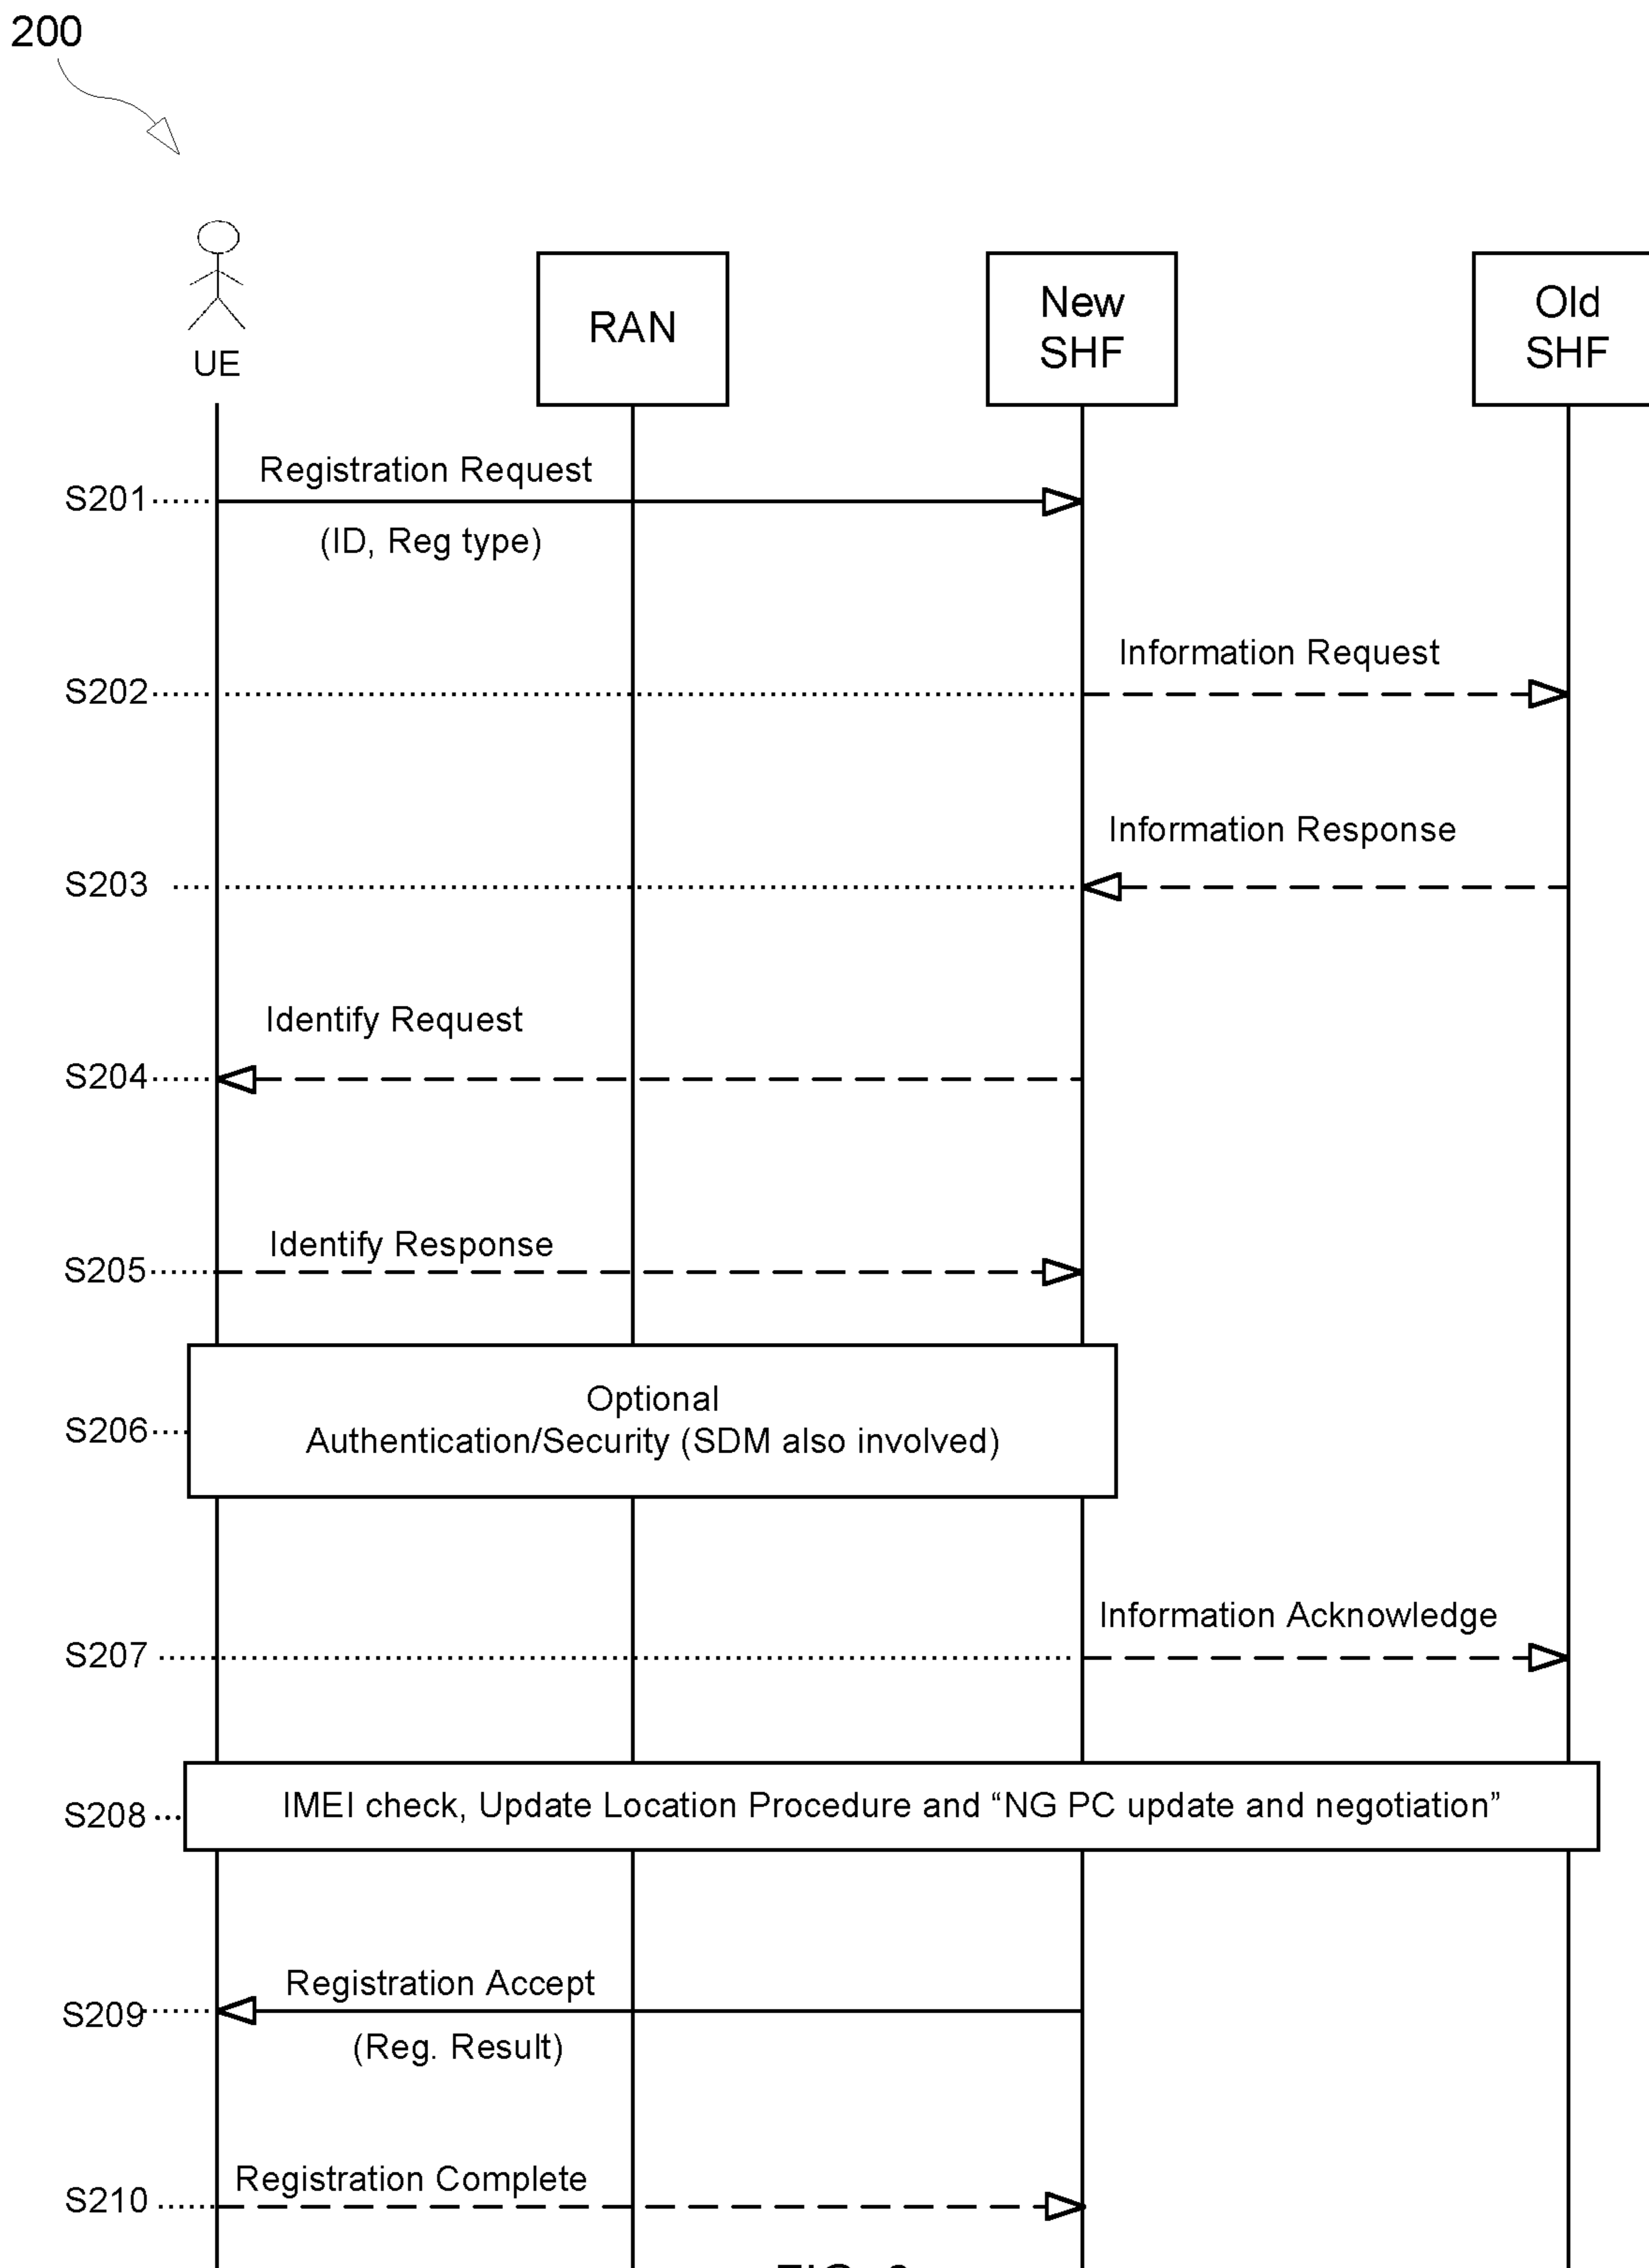 200
UE
RAN
New
SHF
Old
SHF
Registration Request
S201
(ID, Reg type)
Information Request
S202
Information Response
S203
Identify Request
S204
Identify Response
S205
Optional
Authentication/Security (SDM also involved)
S206
Information Acknowledge
S207
IMEI check, Update Location Procedure and “NG PC update and negotiation”
S208
Registration Accept
S209
(Reg. Result)
Registration Complete
S210